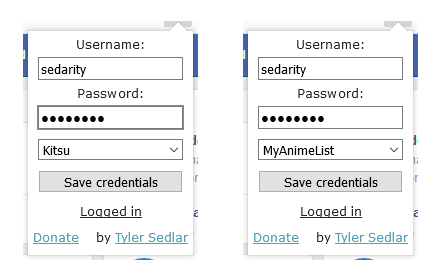 Username:
sedarity
Password:
●●●●●●●●
Kitsu
Save credentials
Logged in
Donate by Tyler Sedlar
Username:
sedarity
Password:
●●●●●●●●
MyAnimeList
Save credentials
Logged in
Donate by Tyler Sedlar